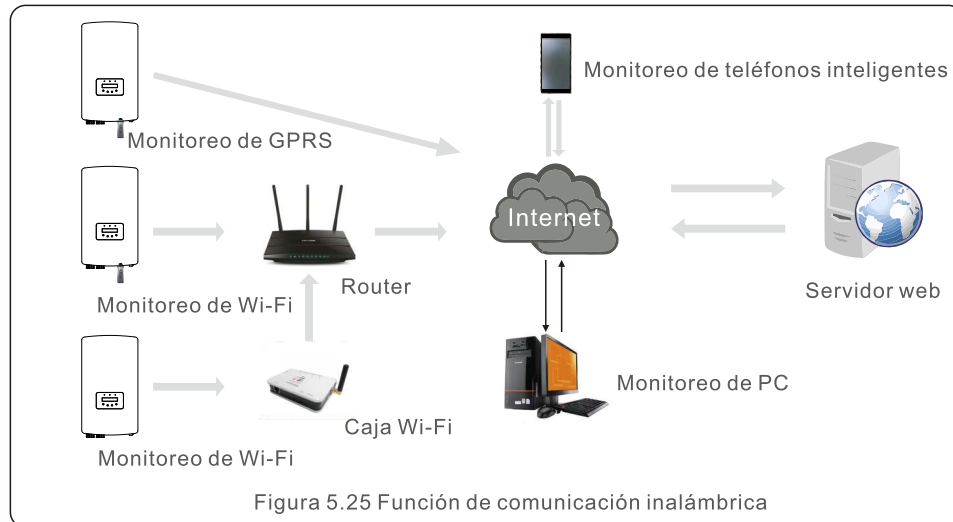 Monitoreo de teléfonos inteligentes
Monitoreo de GPRS
Internet
Router
Monitoreo de Wi-Fi
Servidor web
Monitoreo de PC
Caja Wi-Fi
Monitoreo de Wi-Fi
Figura 5.25 Función de comunicación inalámbrica